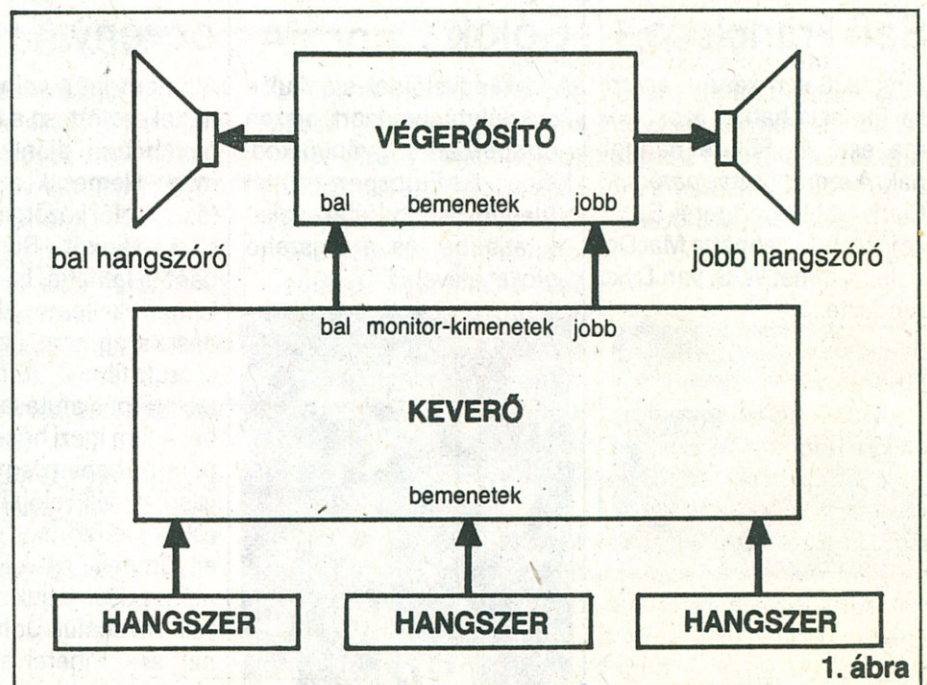 VÉGERŐSÍTŐ
bal bemenetek jobb
bal hangszóró
jobb hangszóró
bal monitor-kimenetek jobb
KEVERŐ
bemenetek
HANGSZER HANGSZER HANGSZER
1. ábra